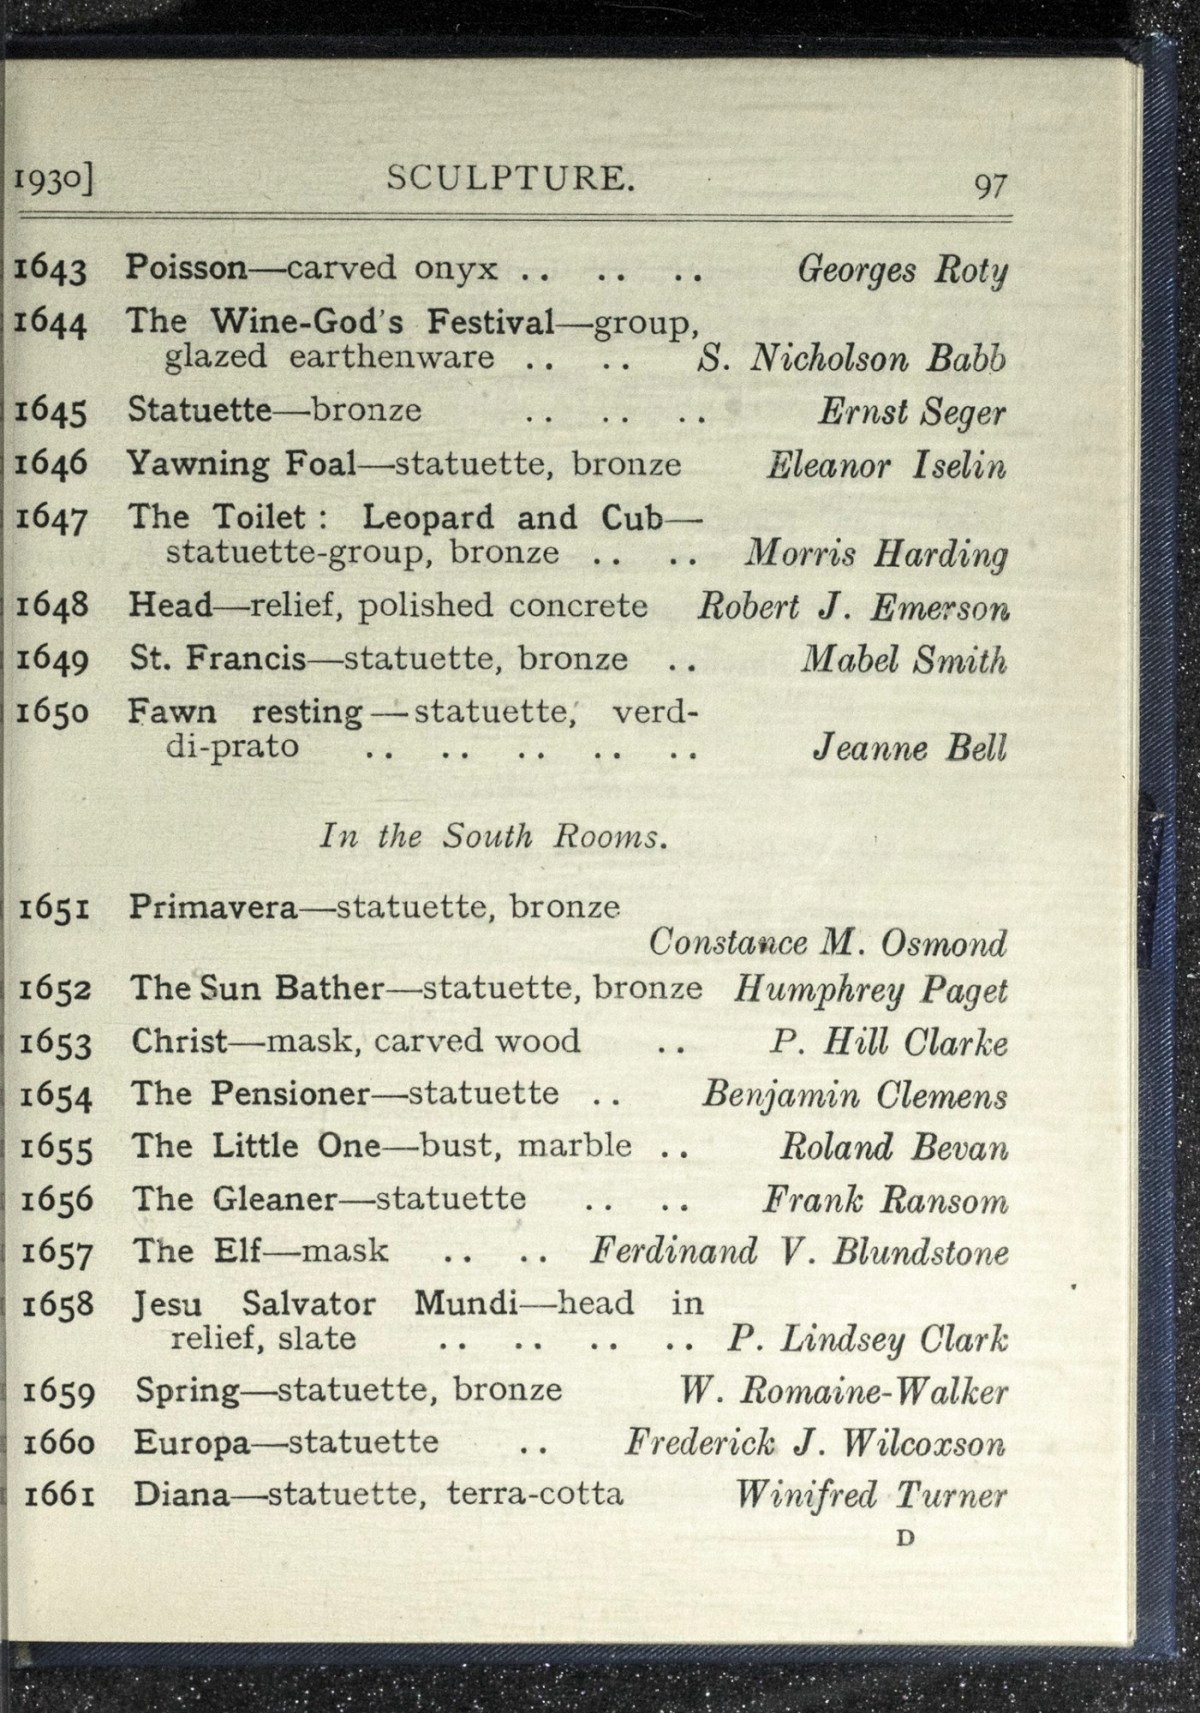 1930] SCULPTURE. 97
1643 Poisson—carved onyx .. .. .. Georges Roty
1644 The Wine-God's Festival—group,
glazed earthenware .. .. S. Nicholson Babb
1645 Statuette—bronze .. .. .. Ernst Seger
1646 Yawning Foal—statuette, bronze Eleanor Iselin
1647 The Toilet : Leopard and Cub—
statuette-group, bronze .. .. Morris Harding
1648 Head—relief, polished concrete Robert J. Emerson
1649 St. Francis—statuette, bronze .. Mabel Smith
1650 Fawn resting—statuette, verd-
di-prato .. .. .. .. .. Jeanne Bell
In the South Rooms.
1651 Primavera—statuette, bronze
Constance M. Osmond
1652 The Sun Bather—statuette, bronze Humphrey Paget
1653 Christ—mask, carved wood .. P. Hill Clarke
1654 The Pensioner—statuette .. Benjamin Clemens
1655 The Little One—bust, marble .. Roland Bevan
1656 The Gleaner—statuette .. .. Frank Ransom
1657 The Elf—mask .. .. Ferdinand V. Blundstone
1658 Jesu Salvator Mundi—head in
relief, slate .. .. .. .. P. Lindsey Clark
1659 Spring—statuette, bronze W. Romaine-Walker
1660 Europa—statuette .. Frederick J. Wilcoxson
1661 Diana—statuette, terra-cotta Winifred Turner
D